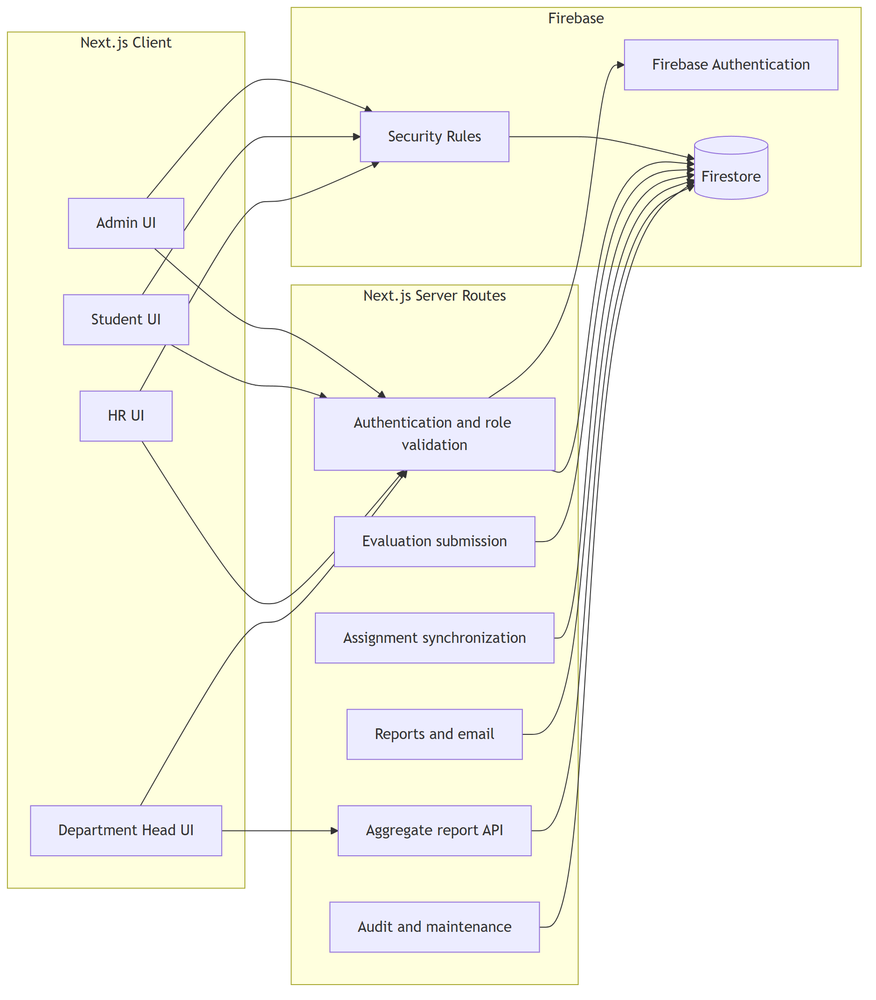 Next.js Client
Admin UI
Student UI
HR UI
Department Head UI
Firebase
Firebase Authentication
Security Rules
Firestore
Next.js Server Routes
Authentication and role
validation
Evaluation submission
Assignment synchronization
Reports and email
Aggregate report API
Audit and maintenance